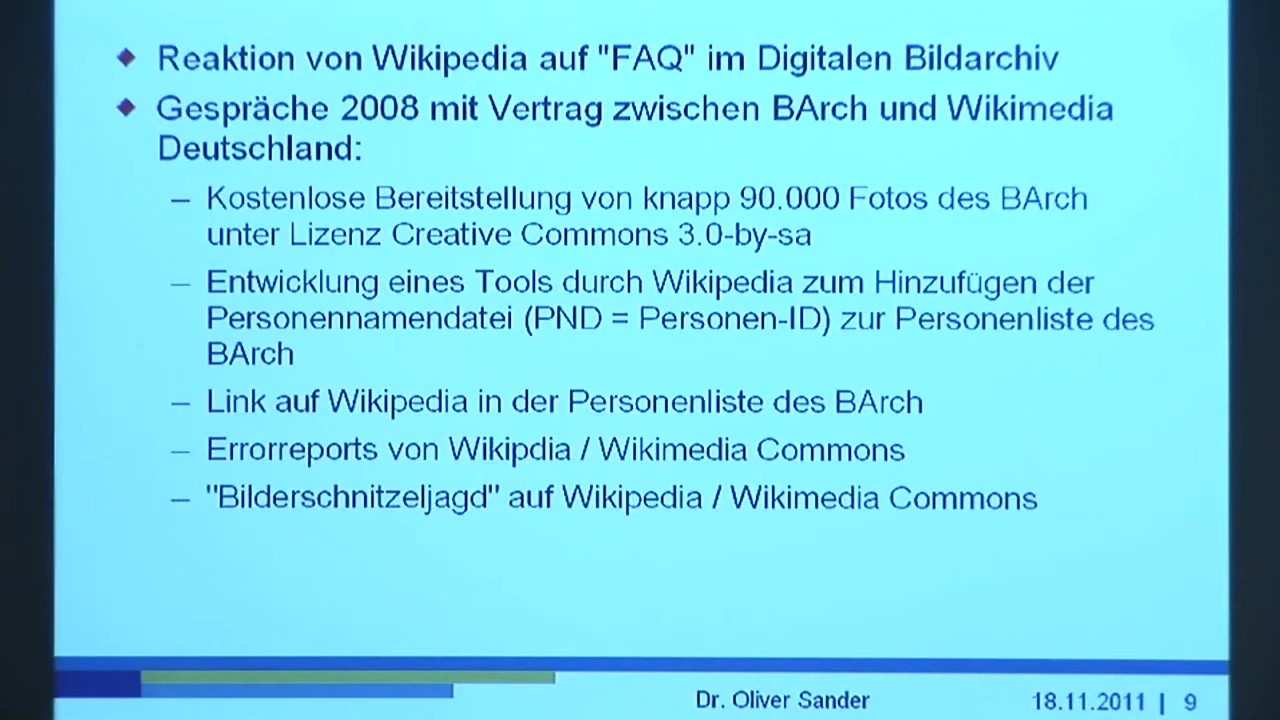 Reaktion von Wikipedia auf "FAQ" im Digitalen Bildarchiv
Gespräche 2008 mit Vertrag zwischen BArch und Wikimedia
Deutschland:
– Kostenlose Bereitstellung von knapp 90.000 Fotos des BArch
unter Lizenz Creative Commons 3.0-by-sa
– Entwicklung eines Tools durch Wikipedia zum Hinzufügen der
Personennamendatei (PND = Personen-ID) zur Personenliste des
BArch
– Link auf Wikipedia in der Personenliste des BArch
– Errorreports von Wikipdia / Wikimedia Commons
– "Bilderschnitzeljagd" auf Wikipedia / Wikimedia Commons
Dr. Oliver Sander 18.11.2011 | 9